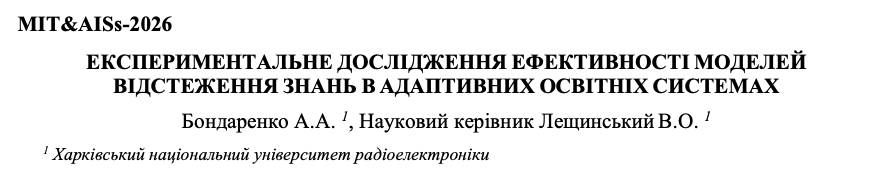 MIT&AISs-2026
ЕКСПЕРИМЕНТАЛЬНЕ ДОСЛІДЖЕННЯ ЕФЕКТИВНОСТІ МОДЕЛЕЙ
ВІДСТЕЖЕННЯ ЗНАНЬ В АДАПТИВНИХ ОСВІТНІХ СИСТЕМАХ
Бондаренко А.А. ¹, Науковий керівник Лещинський В.О. ¹
¹ Харківський національний університет радіоелектроніки